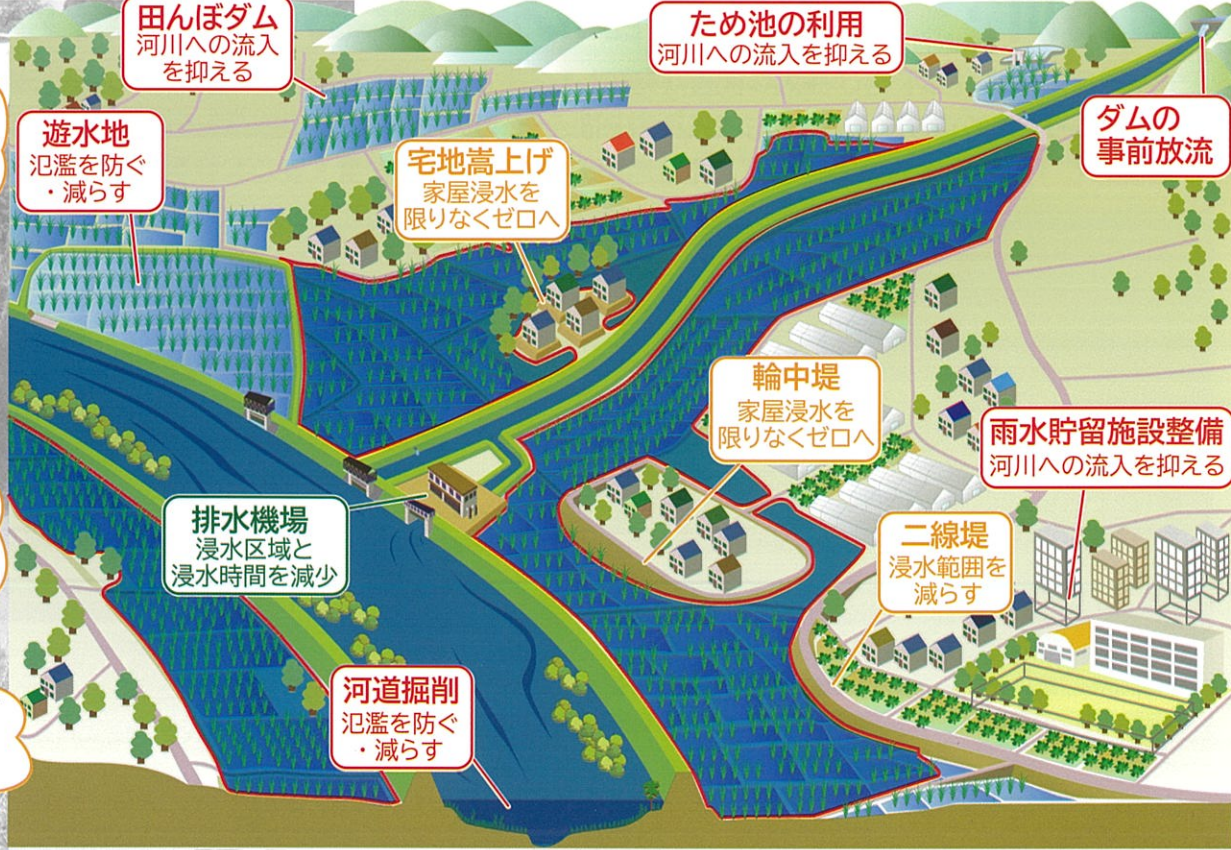 田んぼダム
河川への流入
を抑える
ため池の利用
河川への流入を抑える
遊水地
氾濫を防ぐ
・減らす
宅地嵩上げ
家屋浸水を
限りなくゼロへ
ダムの
事前放流
輪中堤
家屋浸水を
限りなくゼロへ
雨水貯留施設整備
河川への流入を抑える
排水機場
浸水区域と
浸水時間を減少
二線堤
浸水範囲を
減らす
河道掘削
氾濫を防ぐ
・減らす